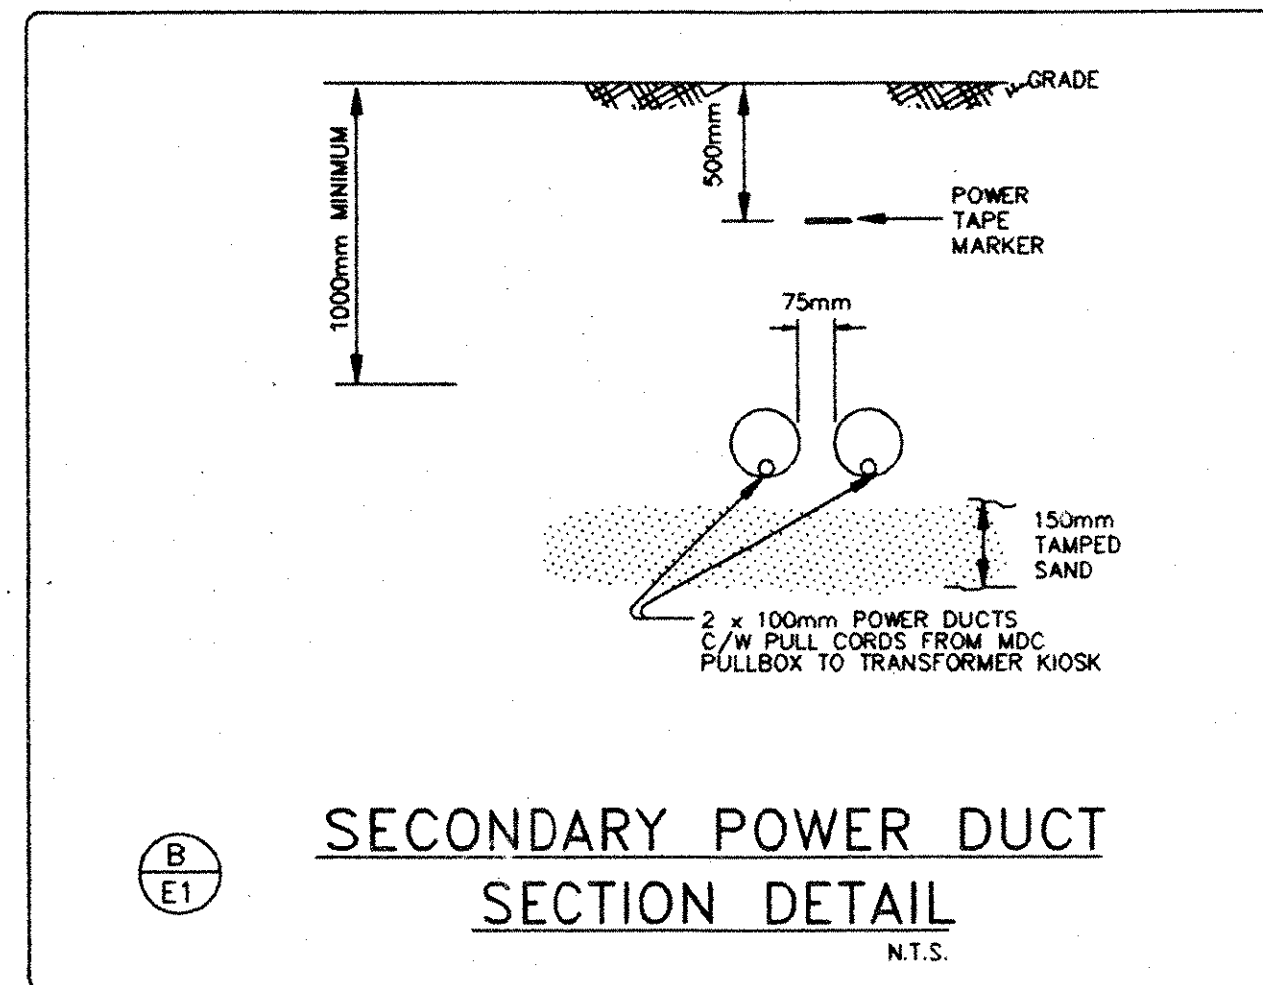 GRADE
1000mm MINIMUM
500mm
POWER
TAPE
MARKER
75mm
150mm
TAMPED
SAND
2 x 100mm POWER DUCTS
C/W PULL CORDS FROM MDC
PULLBOX TO TRANSFORMER KIOSK
B
E1
SECONDARY POWER DUCT
SECTION DETAIL
N.T.S.